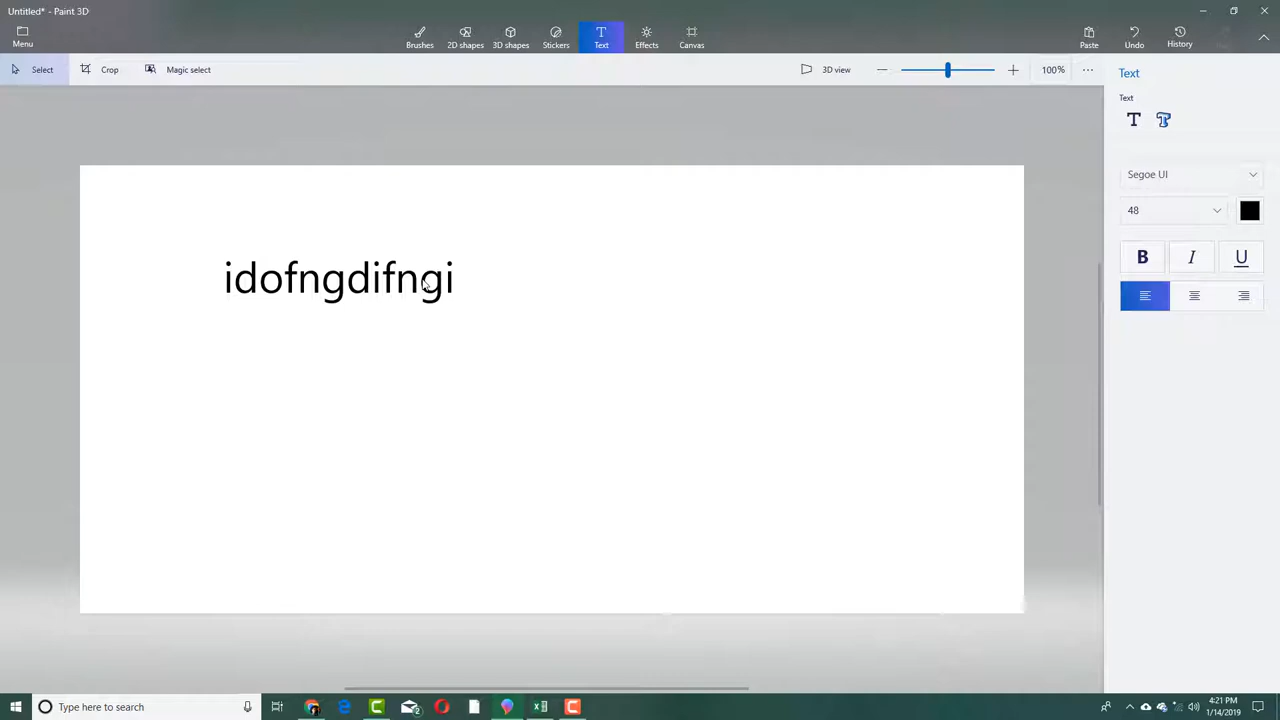 Untitled* - Paint 3D
Menu
Brushes
2D shapes
3D shapes
Stickers
Text
Effects
Canvas
Paste
Undo
History
Select
Crop
Magic select
3D view
100%
Text
Text
Segoe UI
48
B
I
U
idofngdifngi
Type here to search
4:21 PM
1/14/2019